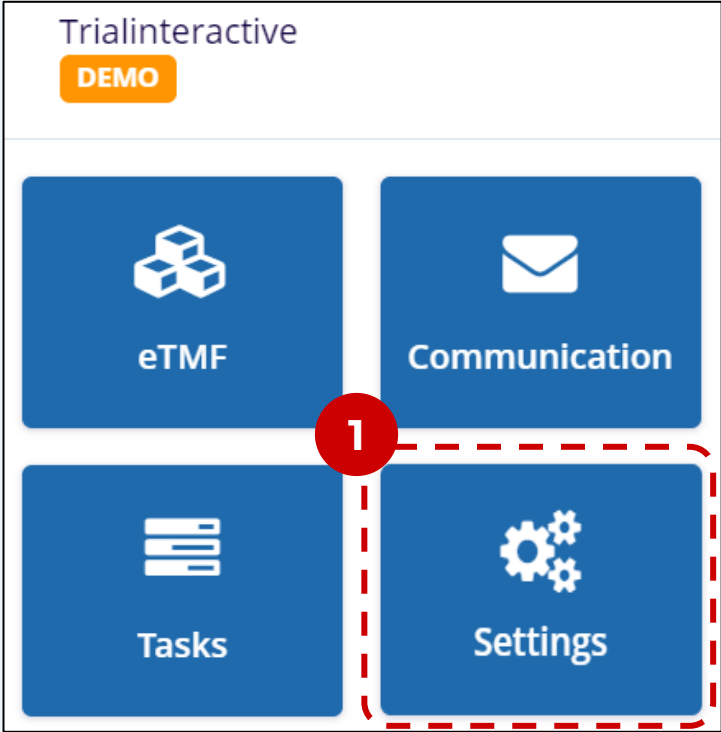 Trialinteractive
DEMO
eTMF
Communication
1
Tasks
Settings